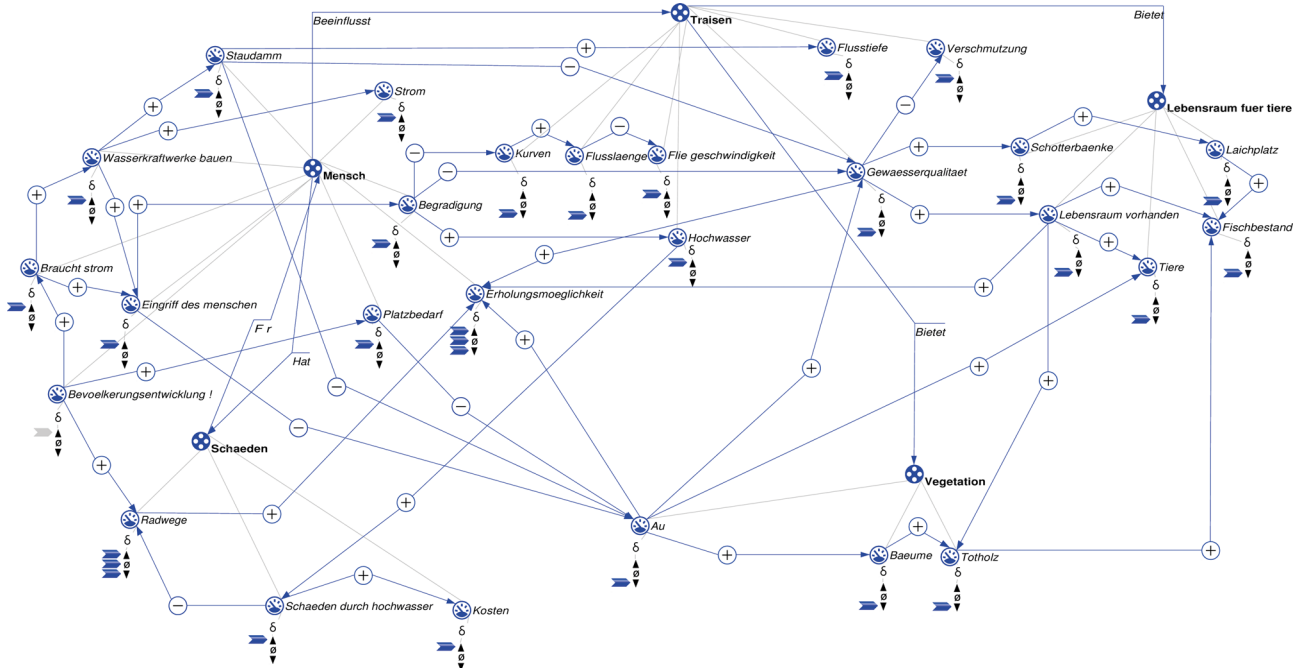 Beeinflusst
Traisen
Bietet
Staudamm
Flusstiefe
Verschmutzung
Strom
Lebensraum fuer tiere
Wasserkraftwerke bauen
Kurven
Flusslaenge
Flie geschwindigkeit
Schotterbaenke
Laichplatz
Mensch
Gewaesserqualitaet
Begradigung
Lebensraum vorhanden
Fischbestand
Hochwasser
Braucht strom
Tiere
Eingriff des menschen
Erholungsmoeglichkeit
Platzbedarf
F r
Bietet
Hat
Bevoelkerungsentwicklung !
Schaeden
Vegetation
Radwege
Au
Baeume
Totholz
Schaeden durch hochwasser
Kosten